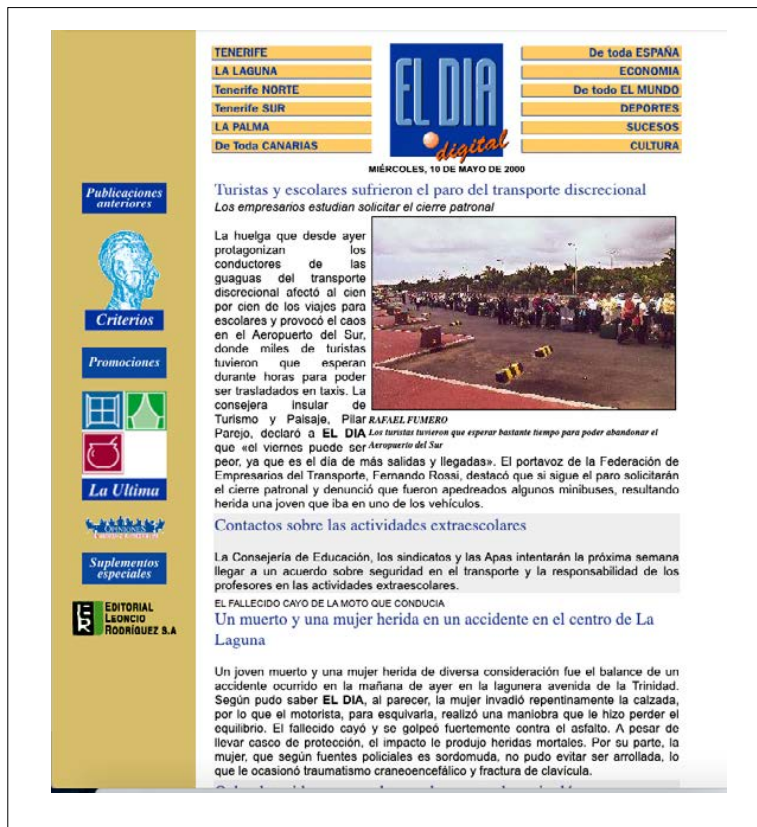 TENERIFE
LA LAGUNA
Tenerife NORTE
Tenerife SUR
LA PALMA
De Toda CANARIAS
EL DIA
digital
De toda ESPAÑA
ECONOMIA
De todo EL MUNDO
DEPORTES
SUCESOS
CULTURA
MIÉRCOLES, 10 DE MAYO DE 2000
Publicaciones
anteriores
Criterios
Promociones
La Ultima
OPINIONES
Suplementos
especiales
EDITORIAL
LEONCIO
RODRÍGUEZ S.A
Turistas y escolares sufrieron el paro del transporte discrecional
Los empresarios estudian solicitar el cierre patronal
La huelga que desde ayer
protagonizan los
conductores de las
guaguas del transporte
discrecional afectó al cien
por cien de los viajes para
escolares y provocó el caos
en el Aeropuerto del Sur,
donde miles de turistas
tuvieron que esperan
durante horas para poder
ser trasladados en taxis. La
consejera insular de
Turismo y Paisaje, Pilar
Parejo, declaró a EL DIA
que «el viernes puede ser
RAFAEL FUMERO
Los turistas tuvieron que esperar bastante tiempo para poder abandonar el
Aeropuerto del Sur
peor, ya que es el día de más salidas y llegadas». El portavoz de la Federación de
Empresarios del Transporte, Fernando Rossi, destacó que si sigue el paro solicitarán
el cierre patronal y denunció que fueron apedreados algunos minibuses, resultando
herida una joven que iba en uno de los vehículos.
Contactos sobre las actividades extraescolares
La Consejería de Educación, los sindicatos y las Apas intentarán la próxima semana
llegar a un acuerdo sobre seguridad en el transporte y la responsabilidad de los
profesores en las actividades extraescolares.
EL FALLECIDO CAYO DE LA MOTO QUE CONDUCIA
Un muerto y una mujer herida en un accidente en el centro de La
Laguna
Un joven muerto y una mujer herida de diversa consideración fue el balance de un
accidente ocurrido en la mañana de ayer en la lagunera avenida de la Trinidad.
Según pudo saber EL DIA, al parecer, la mujer invadió repentinamente la calzada,
por lo que el motorista, para esquivarla, realizó una maniobra que le hizo perder el
equilibrio. El fallecido cayó y se golpeó fuertemente contra el asfalto. A pesar de
llevar casco de protección, el impacto le produjo heridas mortales. Por su parte, la
mujer, que según fuentes policiales es sordomuda, no pudo evitar ser arrollada, lo
que le ocasionó traumatismo craneoencefálico y fractura de clavícula.